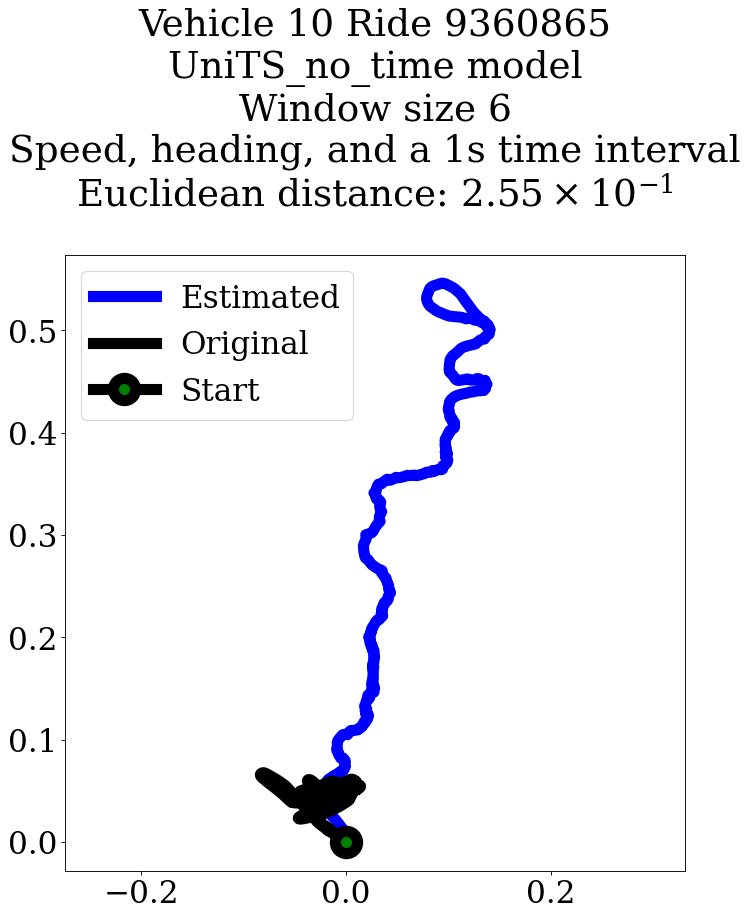 Vehicle 10 Ride 9360865
UniTS_no_time model
Window size 6
Speed, heading, and a 1s time interval
Euclidean distance: 2.55 × 10⁻¹
Estimated
Original
Start
0.5
0.4
0.3
0.2
0.1
0.0
−0.2 0.0 0.2